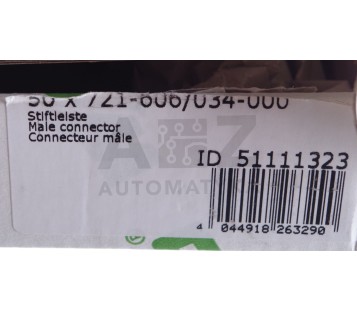 50 x 721-606/034-000
Stiftleiste
Male connector
Connecteur mâle
ID 51111323
4 044918 263290